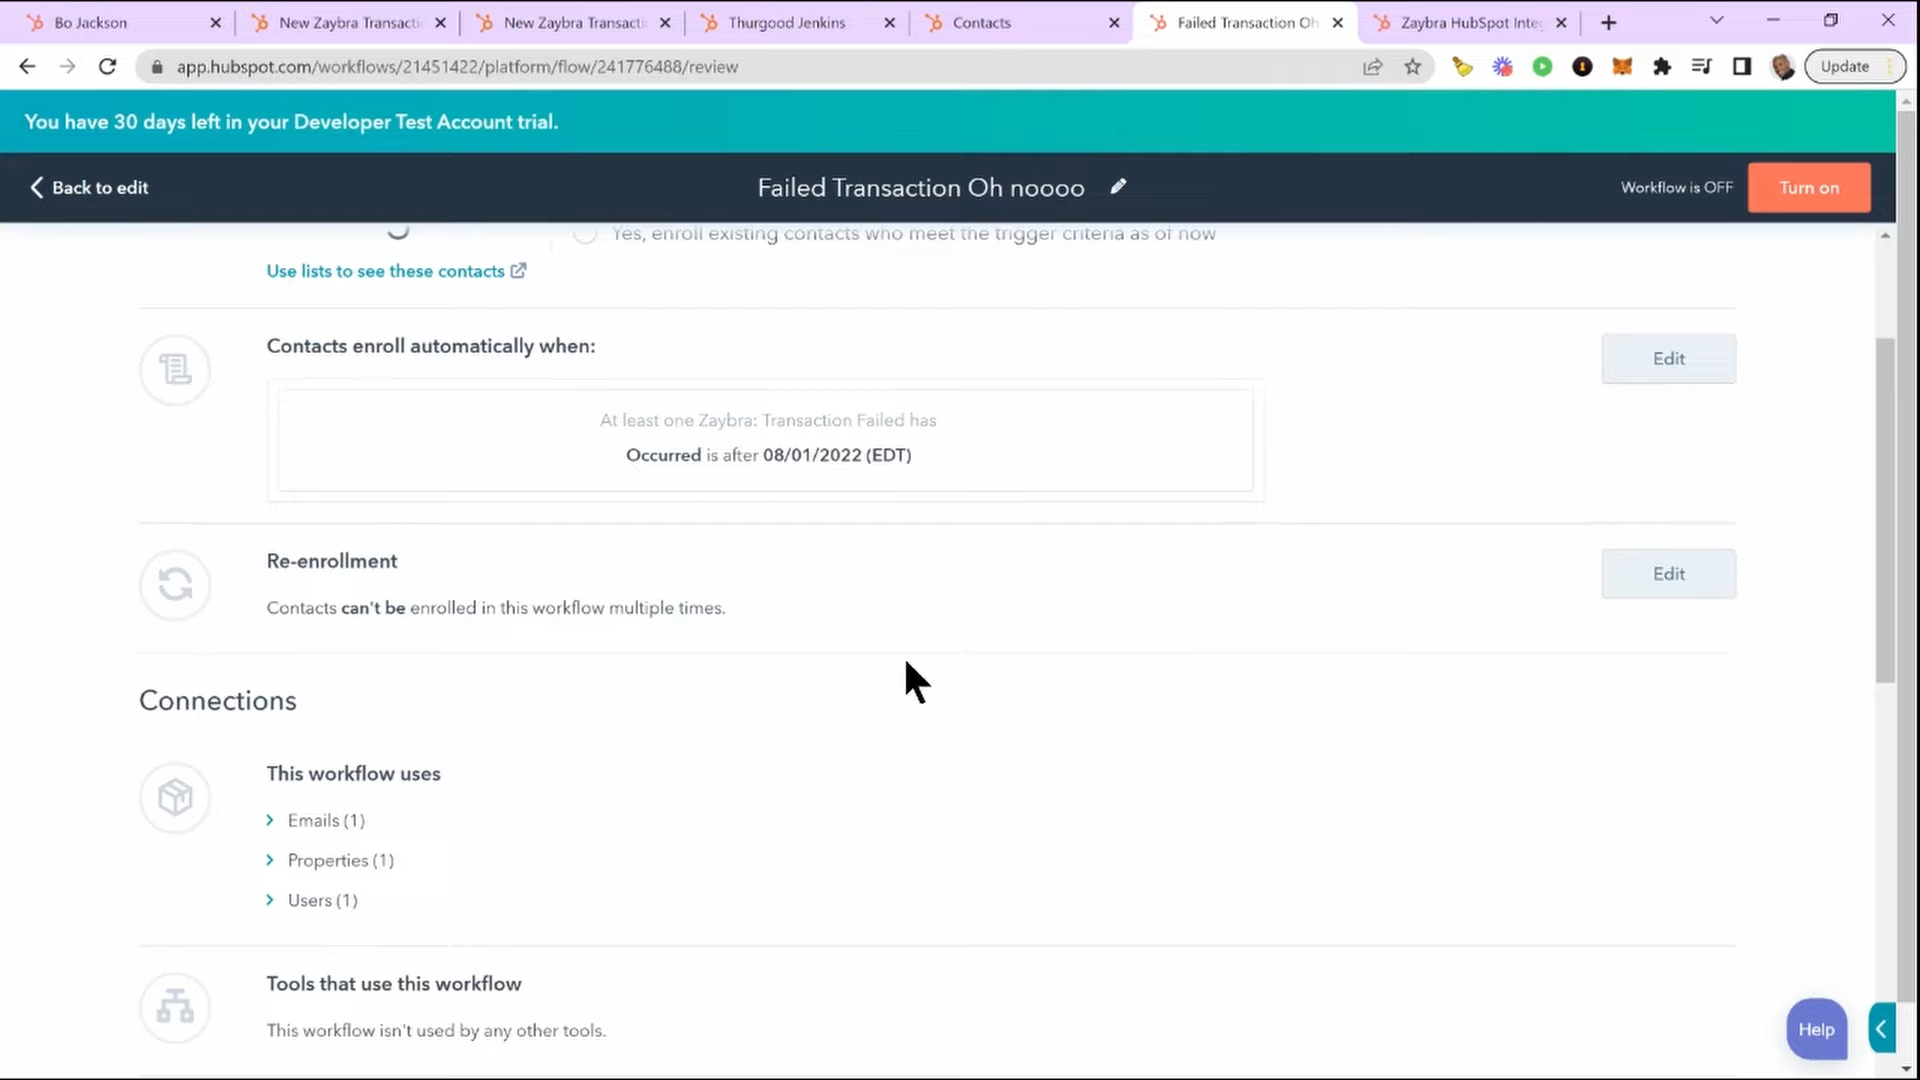 Bo Jackson
New Zaybra Transacti
New Zaybra Transacti
Thurgood Jenkins
Contacts
Failed Transaction Oh
Zaybra HubSpot Inte
app.hubspot.com/workflows/21451422/platform/flow/241776488/review
Update
You have 30 days left in your Developer Test Account trial.
Back to edit
Failed Transaction Oh noooo
Workflow is OFF
Turn on
Yes, enroll existing contacts who meet the trigger criteria as of now
Use lists to see these contacts
Contacts enroll automatically when:
Edit
At least one Zaybra: Transaction Failed has
Occurred is after 08/01/2022 (EDT)
Re-enrollment
Edit
Contacts can't be enrolled in this workflow multiple times.
Connections
This workflow uses
Emails (1)
Properties (1)
Users (1)
Tools that use this workflow
This workflow isn't used by any other tools.
Help